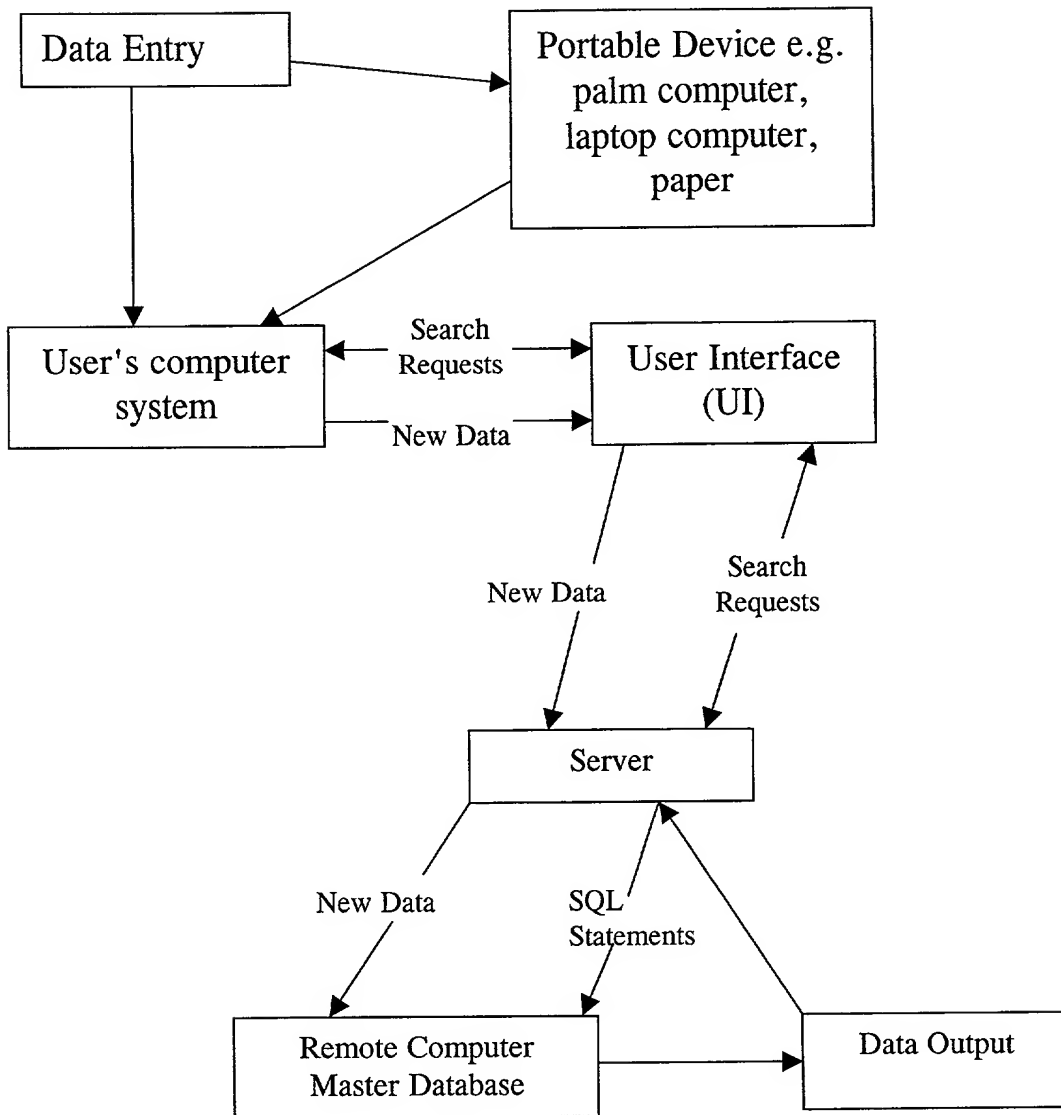 Data Entry
Portable Device e.g.
palm computer,
laptop computer,
paper
User's computer
system
Search
Requests
New Data
User Interface
(UI)
New Data
Search
Requests
Server
New Data
SQL
Statements
Remote Computer
Master Database
Data Output